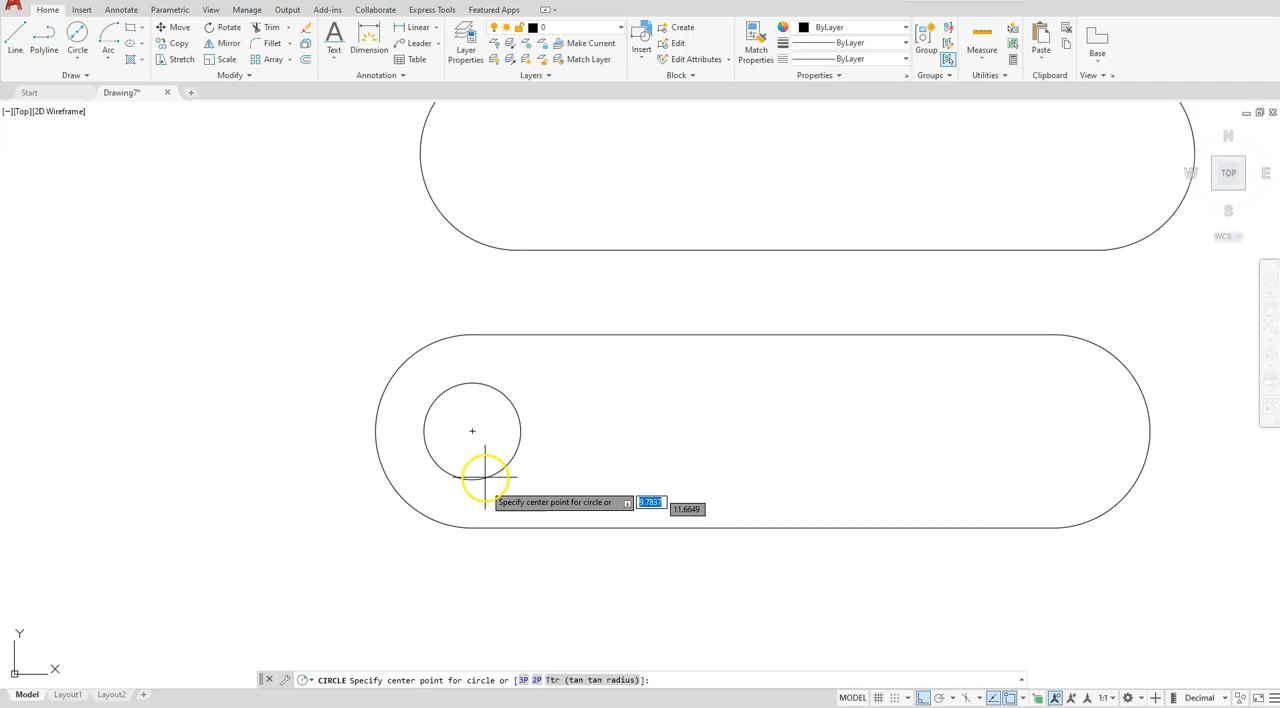 Home Insert Annotate Parametric View Manage Output Add-ins Collaborate Express Tools Featured Apps
Line Polyline Circle Arc
Move Rotate Trim
Copy Mirror Fillet
Stretch Scale Array
Text Dimension
Linear
Leader
Table
Layer Properties
0
Make Current
Match Layer
Insert
Create
Edit
Edit Attributes
Match Properties
ByLayer
ByLayer
ByLayer
Group Measure Paste Base
Draw Modify Annotation Layers Block Properties Groups Utilities Clipboard View
Start Drawing7*
[−][Top][2D Wireframe]
N
W TOP E
S
WCS
Specify center point for circle or 9.7837 11.6649
Y
X
CIRCLE Specify center point for circle or [3P 2P Ttr (tan tan radius)]:
Model Layout1 Layout2 MODEL 1:1 Decimal